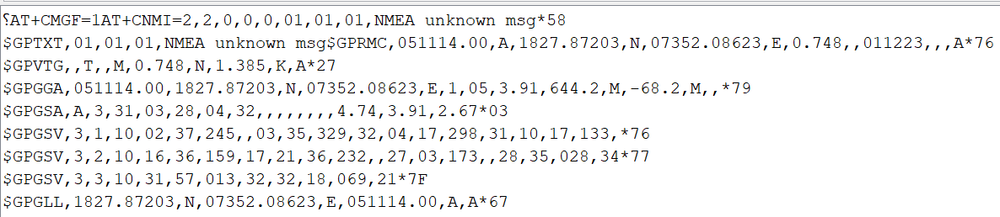 ⸮AT+CMGF=1AT+CNMI=2,2,0,0,0,01,01,01,NMEA unknown msg*58
$GPTXT,01,01,01,NMEA unknown msg$GPRMC,051114.00,A,1827.87203,N,07352.08623,E,0.748,,011223,,,A*76
$GPVTG,,T,,M,0.748,N,1.385,K,A*27
$GPGGA,051114.00,1827.87203,N,07352.08623,E,1,05,3.91,644.2,M,-68.2,M,,*79
$GPGSA,A,3,31,03,28,04,32,,,,,,,,4.74,3.91,2.67*03
$GPGSV,3,1,10,02,37,245,,03,35,329,32,04,17,298,31,10,17,133,*76
$GPGSV,3,2,10,16,36,159,17,21,36,232,,27,03,173,,28,35,028,34*77
$GPGSV,3,3,10,31,57,013,32,32,18,069,21*7F
$GPGLL,1827.87203,N,07352.08623,E,051114.00,A,A*67